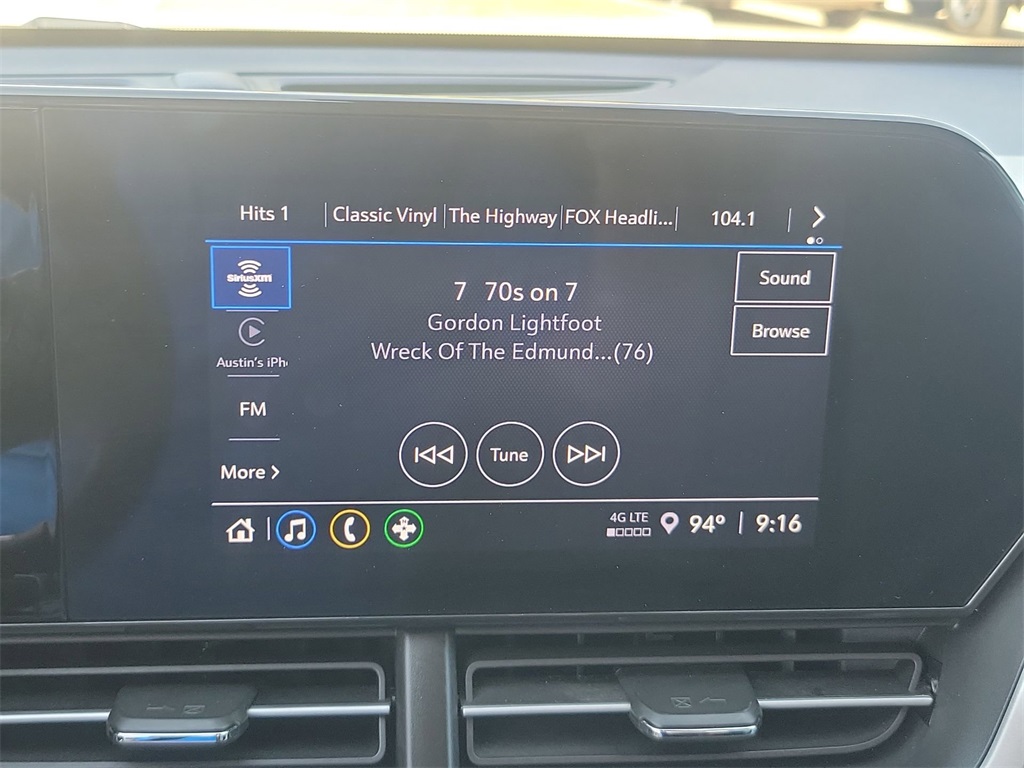 Hits 1 Classic Vinyl The Highway FOX Headli... 104.1
SiriusXM
Sound
7 70s on 7
Gordon Lightfoot
Browse
Austin's iPh
Wreck Of The Edmund...(76)
FM
Tune
More
4G LTE 94° 9:16